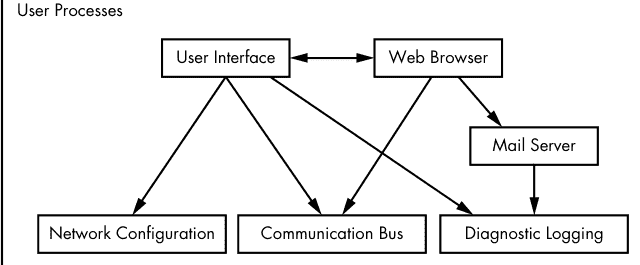 User Processes
User Interface
Web Browser
Mail Server
Network Configuration
Communication Bus
Diagnostic Logging